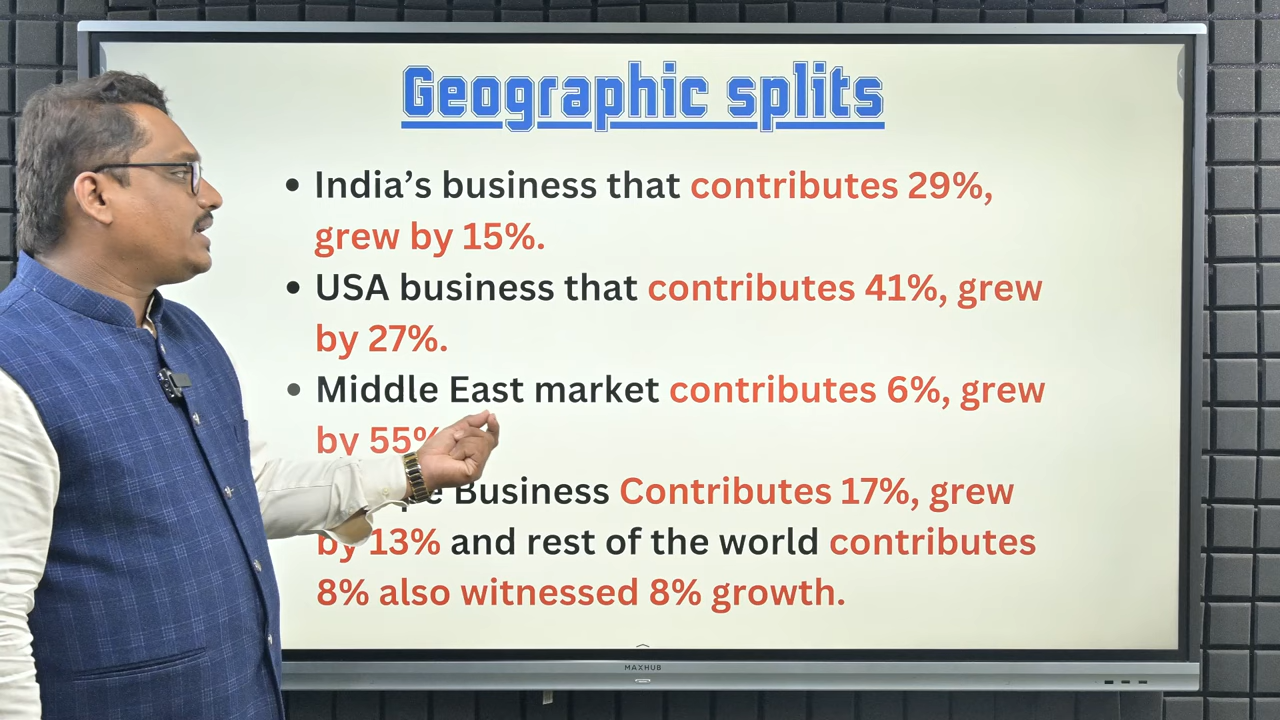 Geographic splits
• India's business that contributes 29%,
grew by 15%.
• USA business that contributes 41%, grew
by 27%.
• Middle East market contributes 6%, grew
by 55%
Business Contributes 17%, grew
by 13% and rest of the world contributes
8% also witnessed 8% growth.
MAXHUB